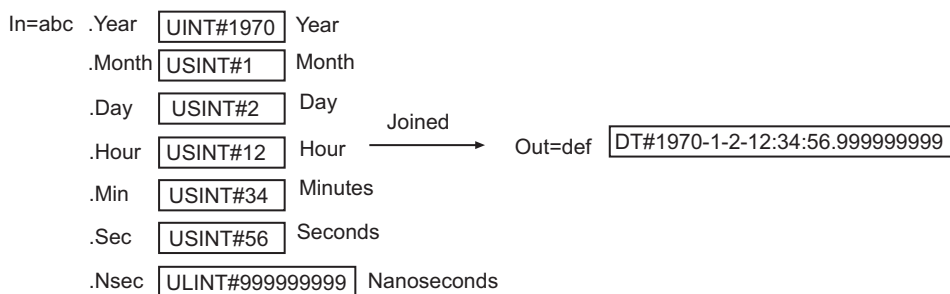 In=abc .Year UINT#1970 Year
.Month USINT#1 Month
.Day USINT#2 Day
.Hour USINT#12 Hour
Joined
Out=def DT#1970-1-2-12:34:56.999999999
.Min USINT#34 Minutes
.Sec USINT#56 Seconds
.Nsec ULINT#999999999 Nanoseconds